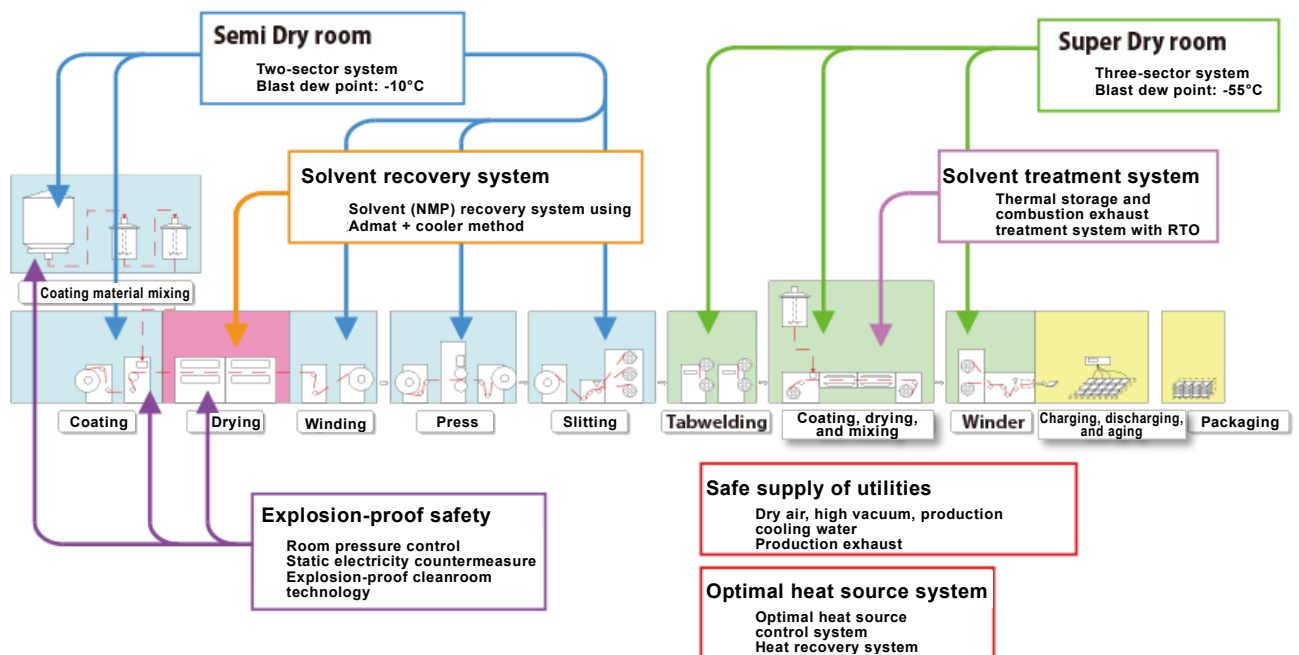 Semi Dry room
Two-sector system
Blast dew point: -10°C
Super Dry room
Three-sector system
Blast dew point: -55°C
Solvent recovery system
Solvent (NMP) recovery system using
Admat + cooler method
Solvent treatment system
Thermal storage and
combustion exhaust
treatment system with RTO
Coating material mixing
Coating
Drying
Winding
Press
Slitting
Tabwelding
Coating, drying,
and mixing
Winder
Charging, discharging,
and aging
Packaging
Explosion-proof safety
Room pressure control
Static electricity countermeasure
Explosion-proof cleanroom
technology
Safe supply of utilities
Dry air, high vacuum, production
cooling water
Production exhaust
Optimal heat source system
Optimal heat source
control system
Heat recovery system